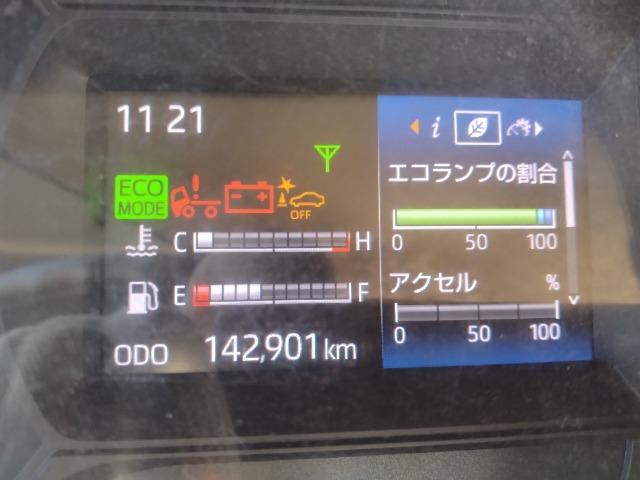 11 21
ECO
MODE
OFF
C H
E F
ODO 142,901 km
i
エコランプの割合
0 50 100
アクセル %
0 50 100